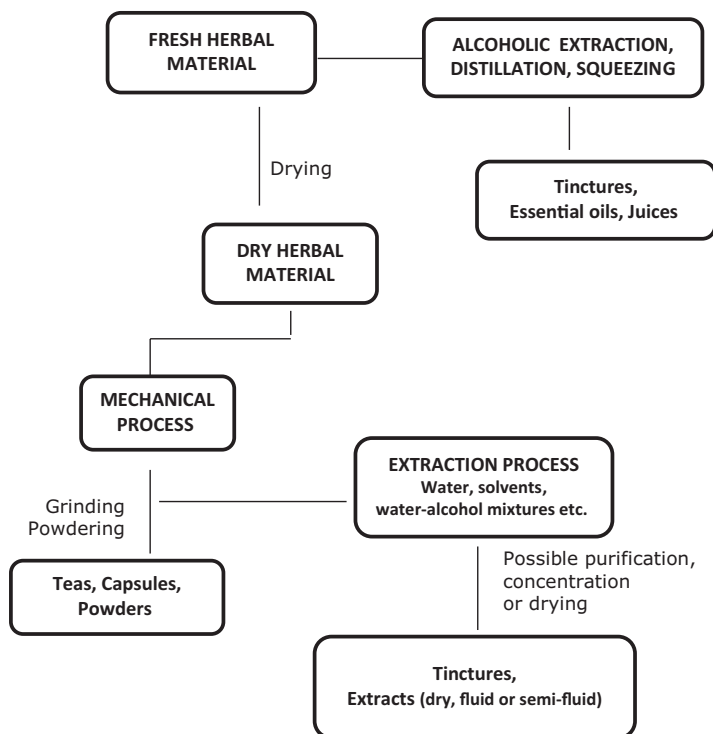 FRESH HERBAL
MATERIAL
ALCOHOLIC EXTRACTION,
DISTILLATION, SQUEEZING
Drying
Tinctures,
Essential oils, Juices
DRY HERBAL
MATERIAL
MECHANICAL
PROCESS
Grinding
Powdering
EXTRACTION PROCESS
Water, solvents,
water-alcohol mixtures etc.
Teas, Capsules,
Powders
Possible purification,
concentration
or drying
Tinctures,
Extracts (dry, fluid or semi-fluid)